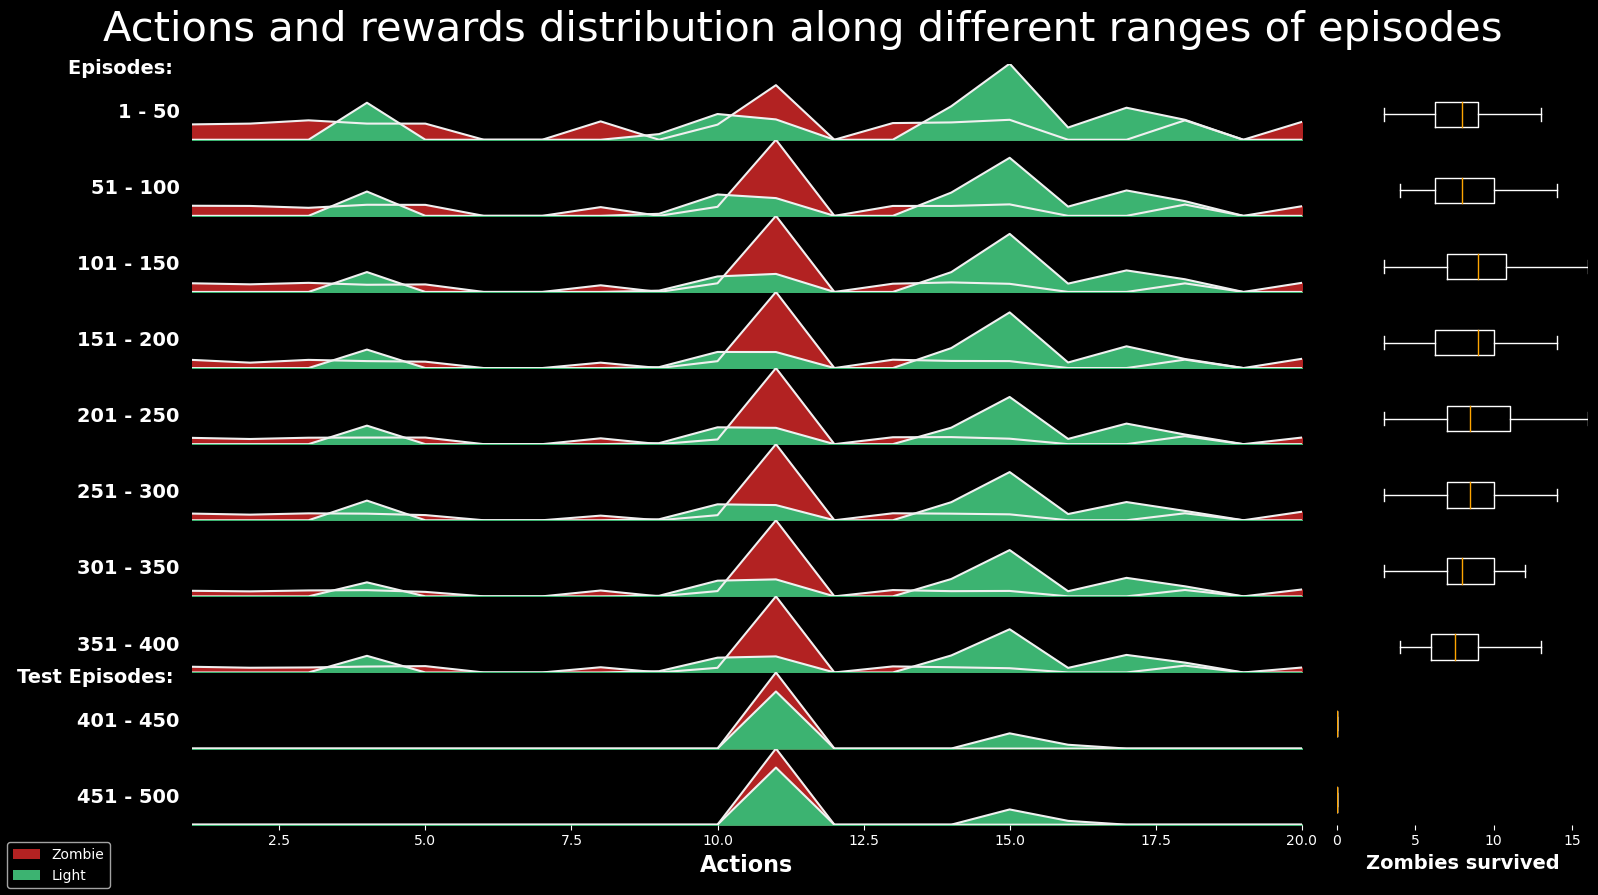 Actions and rewards distribution along different ranges of episodes
Episodes:
1 - 50
51 - 100
101 - 150
151 - 200
201 - 250
251 - 300
301 - 350
351 - 400
Test Episodes:
401 - 450
451 - 500
2.5 5.0 7.5 10.0 12.5 15.0 17.5 20.0 0 5 10 15
Actions Zombies survived
Zombie
Light